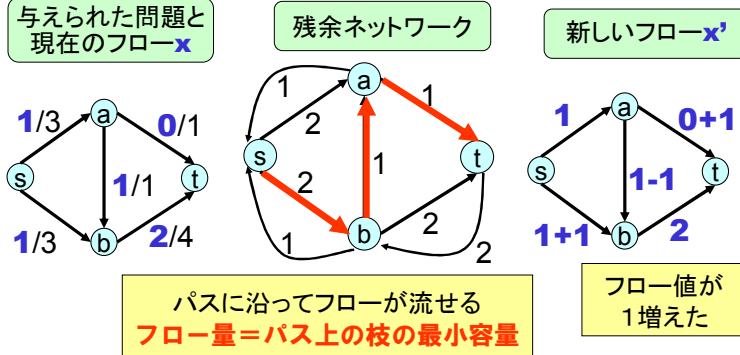 与えられた問題と
現在のフローx
残余ネットワーク
新しいフローx'
1/3
a
0/1
s
1/1
t
1/3
b
2/4
1
a
1
2
s
1
t
2
b
2
1
2
1
a
0+1
s
1-1
t
1+1
b
2
パスに沿ってフローが流せる
フロー量=パス上の枝の最小容量
フロー値が
1増えた